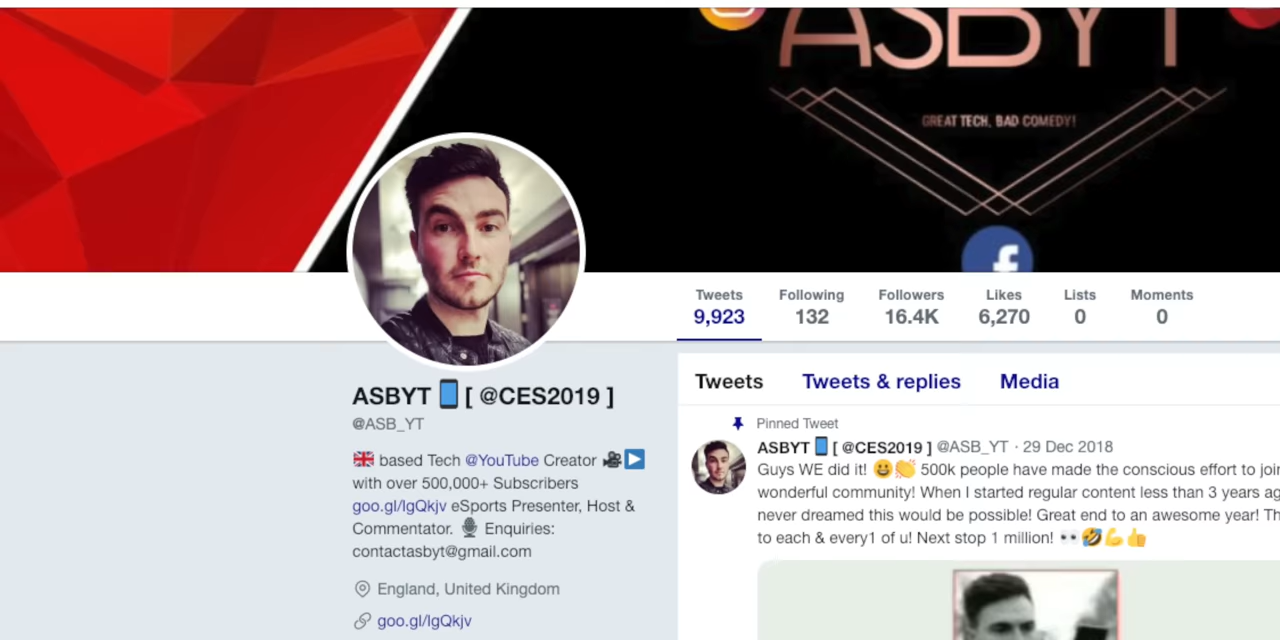 ASBYT
GREAT TECH, BAD COMEDY!
f
Tweets Following Followers Likes Lists Moments
9,923 132 16.4K 6,270 0 0
ASBYT 📱 [ @CES2019 ]
@ASB_YT
🇬🇧 based Tech @YouTube Creator 🎥▶️
with over 500,000+ Subscribers
goo.gl/lgQkjv eSports Presenter, Host &
Commentator. 🎙️ Enquiries:
contactasbyt@gmail.com
England, United Kingdom
goo.gl/lgQkjv
Tweets Tweets & replies Media
Pinned Tweet
ASBYT 📱 [ @CES2019 ] @ASB_YT · 29 Dec 2018
Guys WE did it! 😀👏 500k people have made the conscious effort to join
wonderful community! When I started regular content less than 3 years ag
never dreamed this would be possible! Great end to an awesome year! Th
to each & every1 of u! Next stop 1 million! 👀🤣💪👍